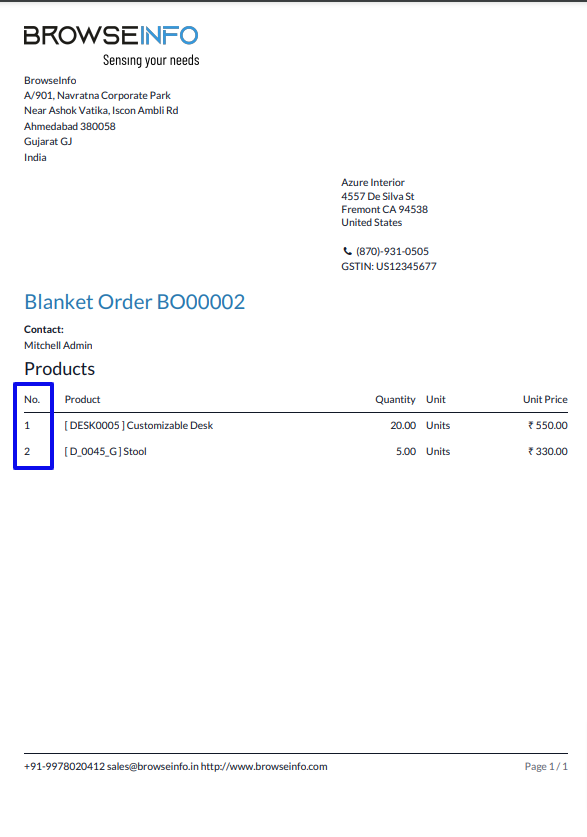 BROWSEINFO
Sensing your needs
BrowseInfo
A/901, Navratna Corporate Park
Near Ashok Vatika, Iscon Ambli Rd
Ahmedabad 380058
Gujarat GJ
India
Azure Interior
4557 De Silva St
Fremont CA 94538
United States
(870)-931-0505
GSTIN: US12345677
Blanket Order BO00002
Contact:
Mitchell Admin
Products
No. Product Quantity Unit Unit Price
1 [ DESK0005 ] Customizable Desk 20.00 Units ₹ 550.00
2 [ D_0045_G ] Stool 5.00 Units ₹ 330.00
+91-9978020412 sales@browseinfo.in http://www.browseinfo.com Page 1 / 1